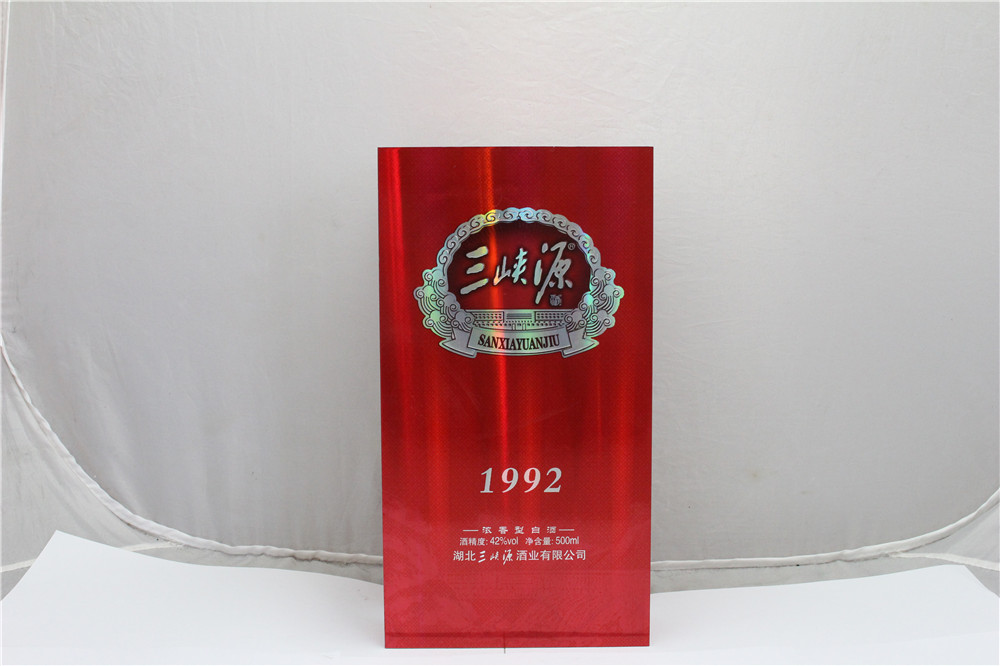 三峡源®
SANXIAYUANJIU
1992
浓香型白酒
酒精度: 42%vol 净含量: 500ml
湖北三峡源酒业有限公司